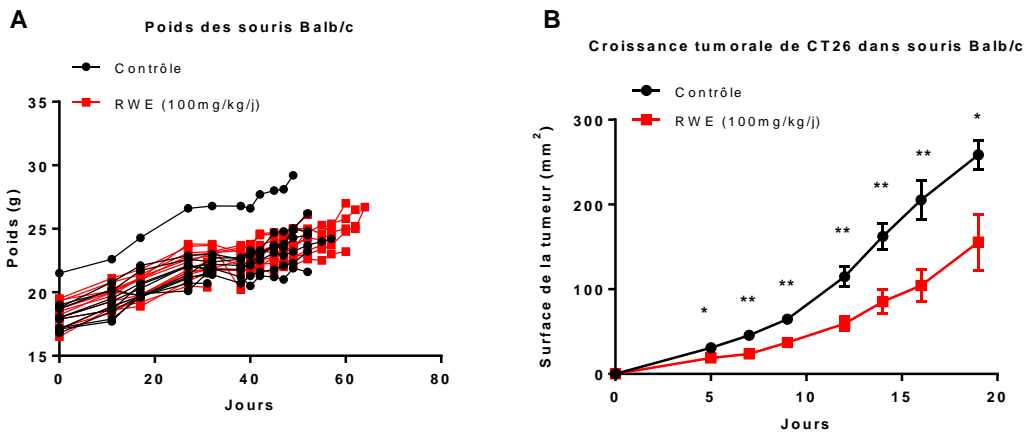 A
Poids des souris Balb/c
Contrôle
RWE (100mg/kg/j)
35
30
25
20
15
Poids (g)
0
20
40
60
80
Jours
B
Croissance tumorale de CT26 dans souris Balb/c
Contrôle
RWE (100mg/kg/j)
300
200
100
0
Surface de la tumeur (mm²)
*
**
**
**
**
**
*
0
5
10
15
20
Jours